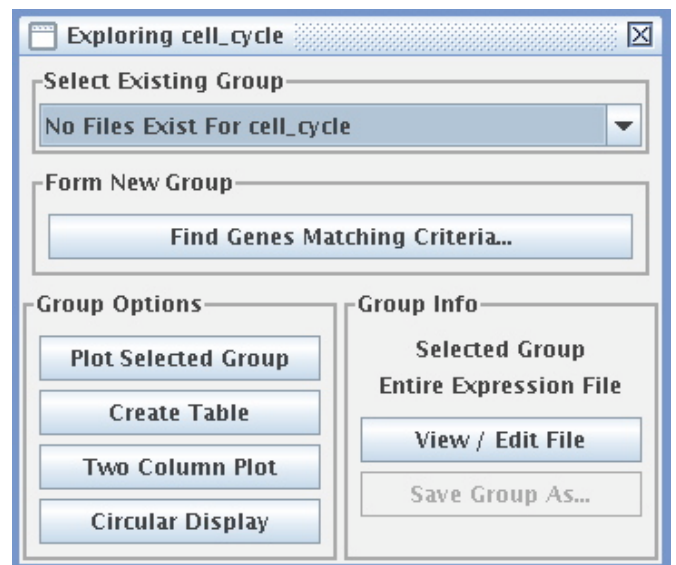 Exploring cell_cycle
Select Existing Group
No Files Exist For cell_cycle
Form New Group
Find Genes Matching Criteria...
Group Options
Plot Selected Group
Create Table
Two Column Plot
Circular Display
Group Info
Selected Group
Entire Expression File
View / Edit File
Save Group As...